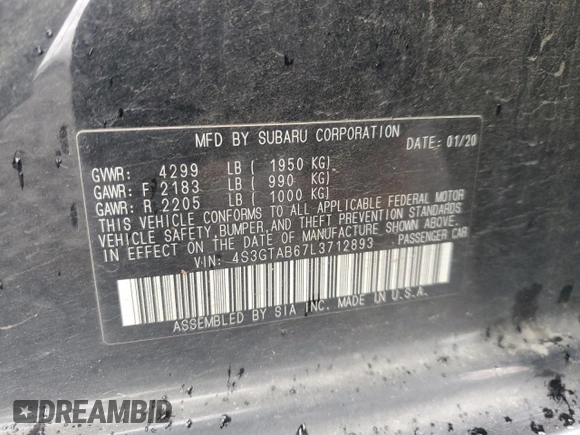 MFD BY SUBARU CORPORATION DATE: 01/20
GVWR: 4299 LB ( 1950 KG)
GAWR: F 2183 LB ( 990 KG)
GAWR: R 2205 LB ( 1000 KG)
THIS VEHICLE CONFORMS TO ALL APPLICABLE FEDERAL MOTOR
VEHICLE SAFETY, BUMPER, AND THEFT PREVENTION STANDARDS
IN EFFECT ON THE DATE OF MANUFACTURE SHOWN ABOVE.
VIN: 4S3GTAB67L3712893 PASSENGER CAR
ASSEMBLED BY SIA INC. MADE IN U.S.A.
DREAMBID